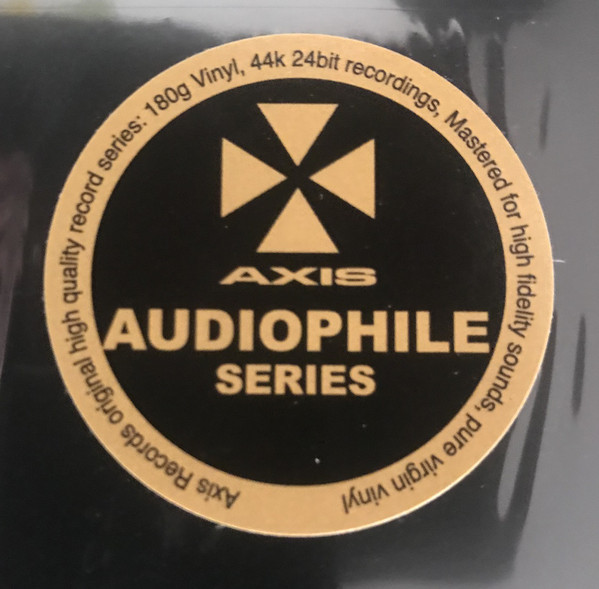 Axis Records original high quality record series: 180g Vinyl, 44k 24bit recordings, Mastered for high fidelity sounds, pure virgin vinyl
AXIS
AUDIOPHILE
SERIES